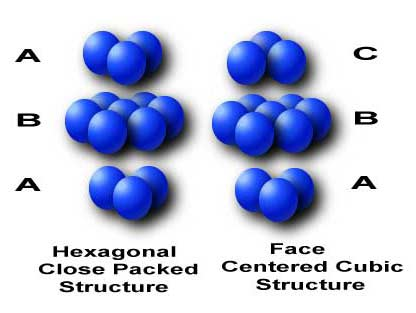 A
C
B
B
A
A
Hexagonal
Close Packed
Structure
Face
Centered Cubic
Structure